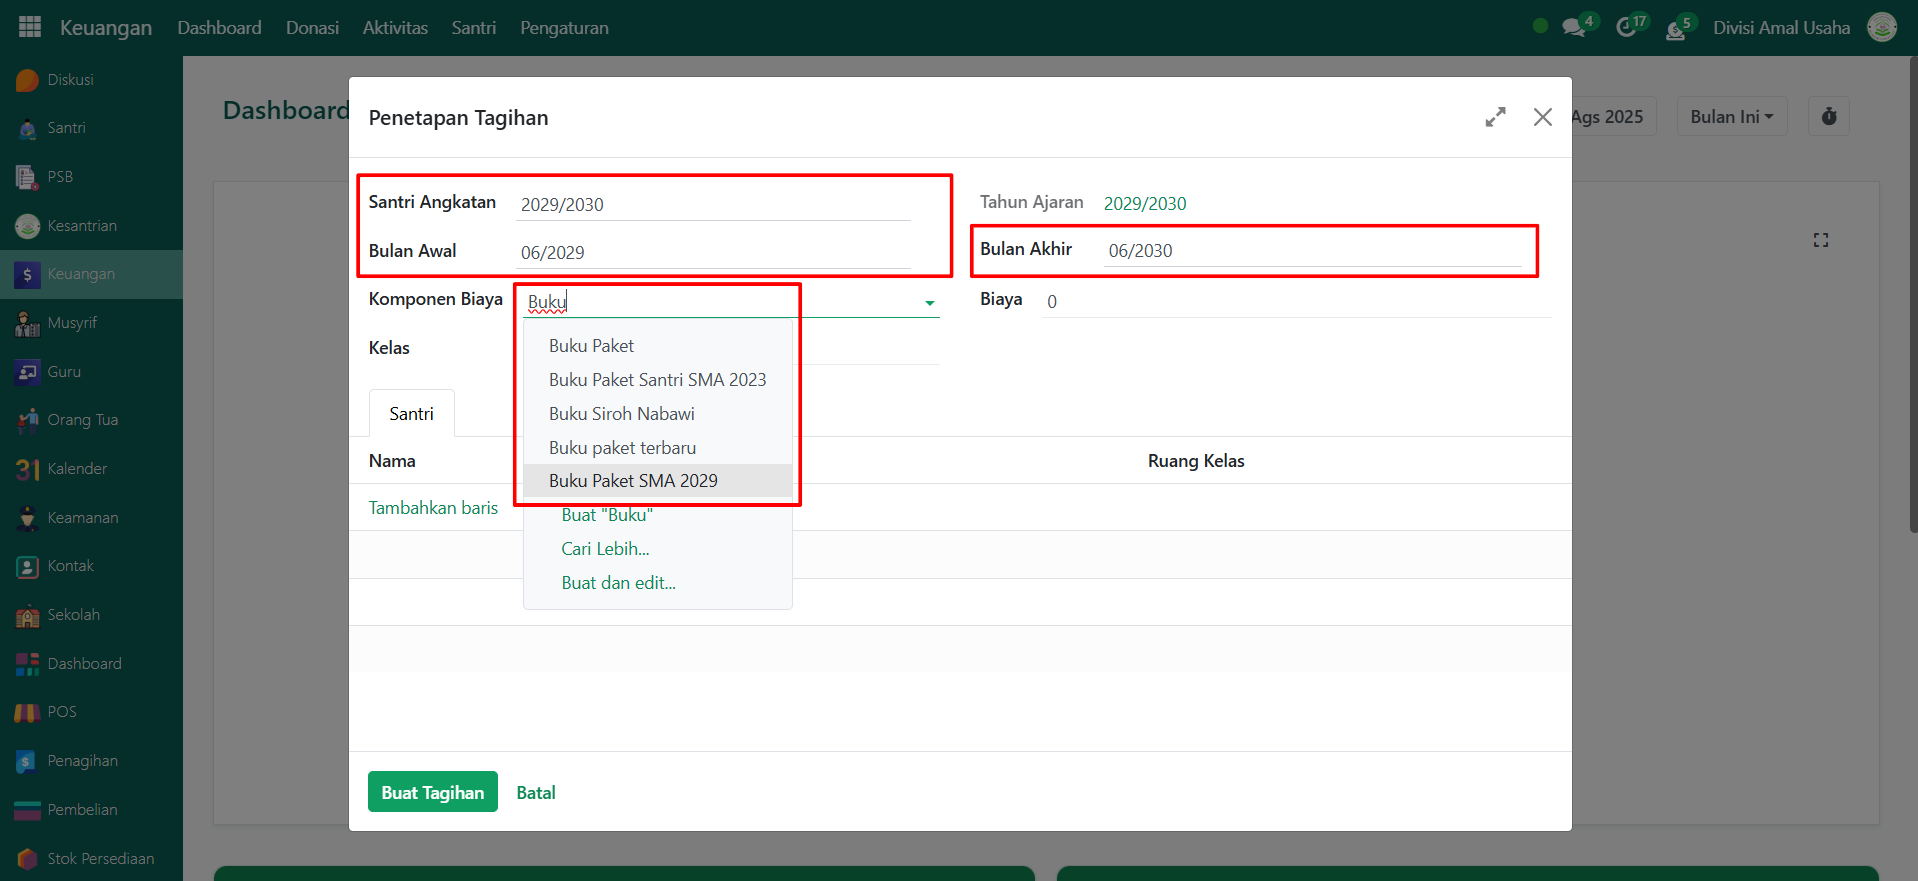 Keuangan Dashboard Donasi Aktivitas Santri Pengaturan 4 17 5 Divisi Amal Usaha
Diskusi
Santri
PSB
Kesantrian
Keuangan
Musyrif
Guru
Orang Tua
31 Kalender
Keamanan
Kontak
Sekolah
Dashboard
POS
Penagihan
Pembelian
Stok Persediaan
Dashboard
Ags 2025 Bulan Ini
Penetapan Tagihan
Santri Angkatan 2029/2030 Tahun Ajaran 2029/2030
Bulan Awal 06/2029 Bulan Akhir 06/2030
Komponen Biaya Buku Biaya 0
Kelas
Buku Paket
Buku Paket Santri SMA 2023
Buku Siroh Nabawi
Buku paket terbaru
Buku Paket SMA 2029
Buat "Buku"
Cari Lebih...
Buat dan edit...
Santri
Nama Ruang Kelas
Tambahkan baris
Buat Tagihan Batal